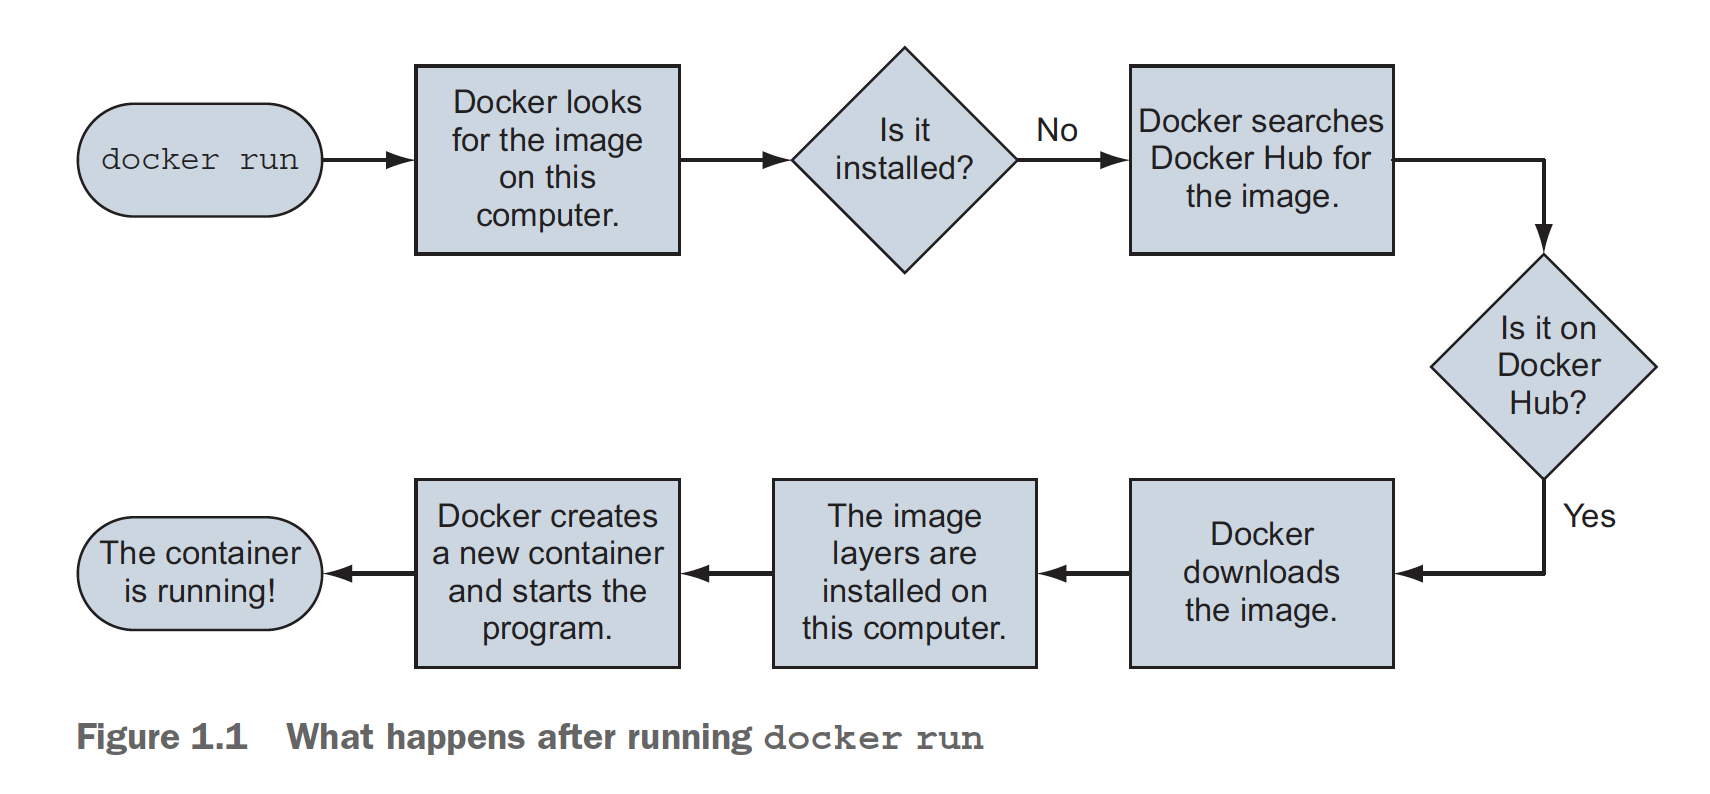 docker run
Docker looks
for the image
on this
computer.
Is it
installed?
No
Docker searches
Docker Hub for
the image.
Is it on
Docker
Hub?
Yes
Docker
downloads
the image.
The image
layers are
installed on
this computer.
Docker creates
a new container
and starts the
program.
The container
is running!
Figure 1.1 What happens after running docker run